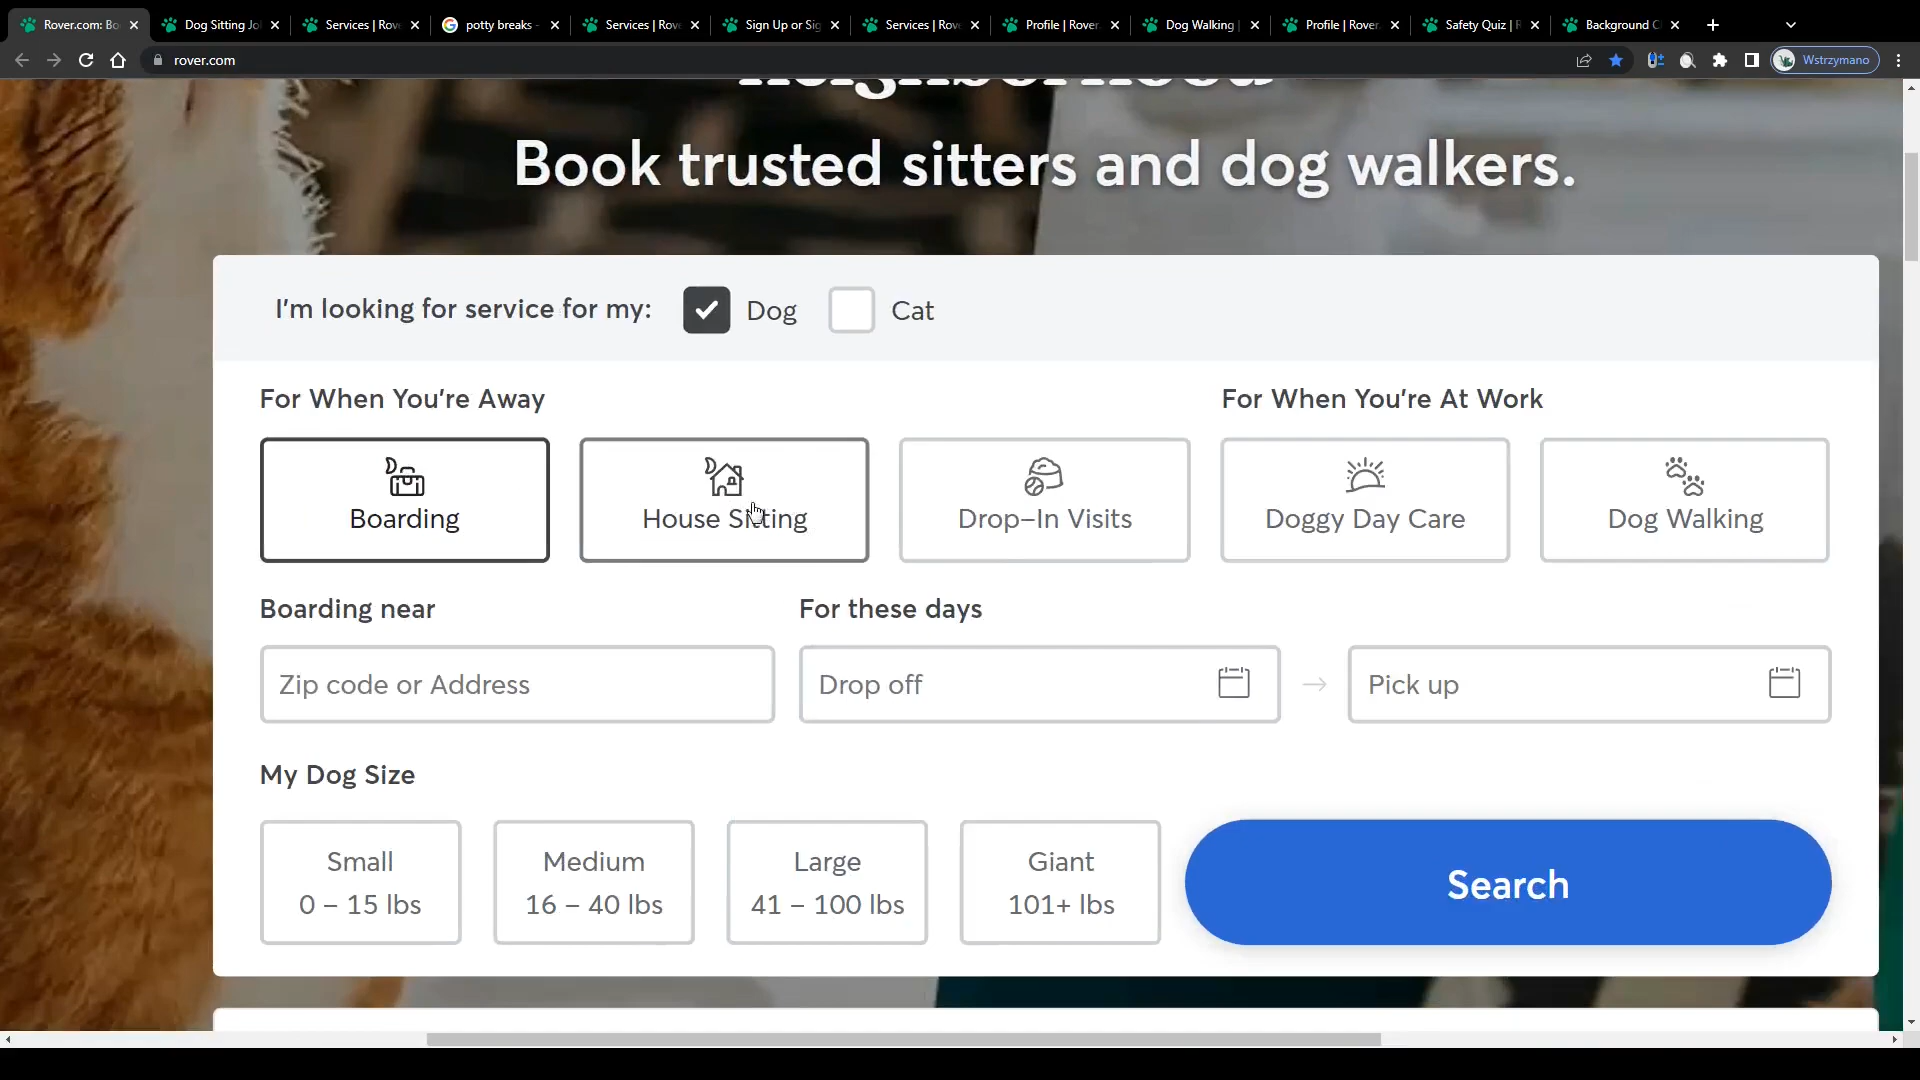 Rover.com: Bo
Dog Sitting Jo
Services | Rove
potty breaks -
Services | Rove
Sign Up or Sig
Services | Rove
Profile | Rover.
Dog Walking |
Profile | Rover.
Safety Quiz | R
Background C
rover.com
Wstrzymano
Book trusted sitters and dog walkers.
I'm looking for service for my:
Dog
Cat
For When You're Away
For When You're At Work
Boarding
House Sitting
Drop-In Visits
Doggy Day Care
Dog Walking
Boarding near
For these days
Zip code or Address
Drop off
Pick up
My Dog Size
Small
0 – 15 lbs
Medium
16 – 40 lbs
Large
41 – 100 lbs
Giant
101+ lbs
Search